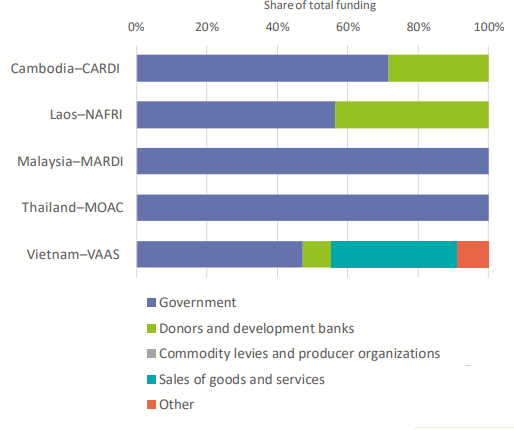 Share of total funding
0% 20% 40% 60% 80% 100%
Cambodia–CARDI
Laos–NAFRI
Malaysia–MARDI
Thailand–MOAC
Vietnam–VAAS
Government
Donors and development banks
Commodity levies and producer organizations
Sales of goods and services
Other